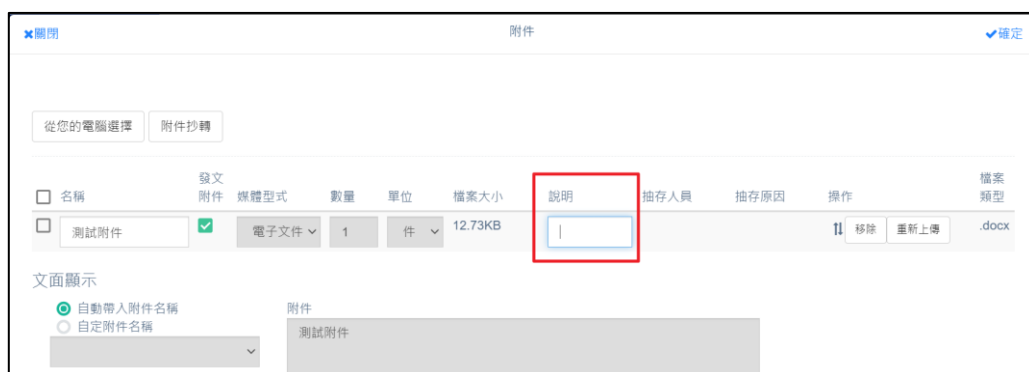 ✖關閉 附件 ✔確定
從您的電腦選擇 附件抄轉
名稱 發文附件 媒體型式 數量 單位 檔案大小 說明 抽存人員 抽存原因 操作 檔案類型
測試附件 電子文件 1 件 12.73KB 移除 重新上傳 .docx
文面顯示
自動帶入附件名稱 附件
自定附件名稱 測試附件